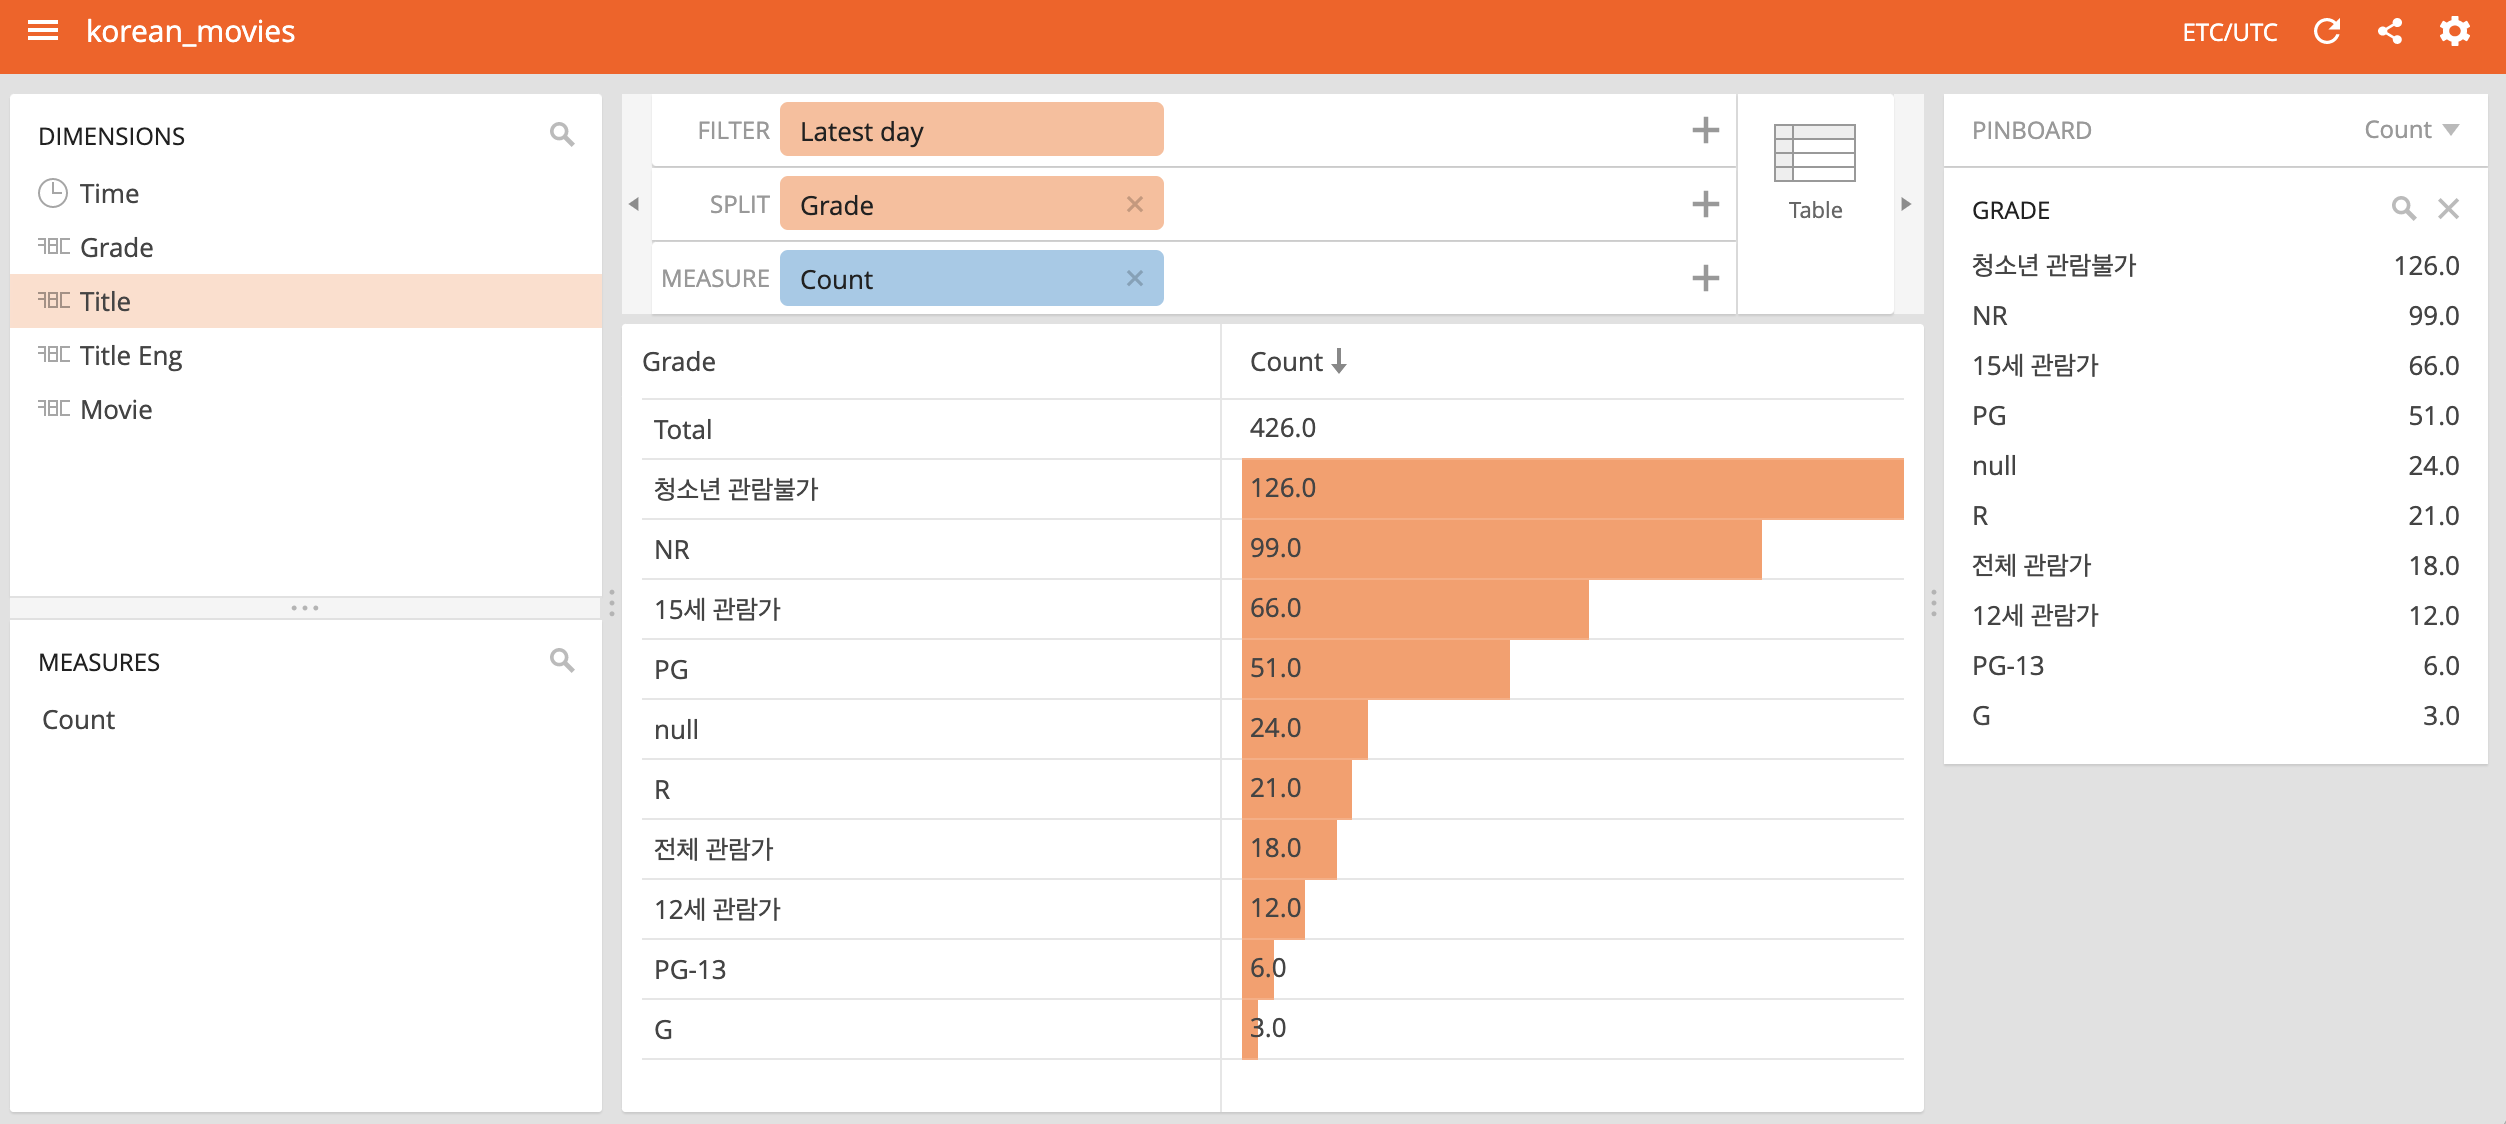 korean_movies
ETC/UTC
DIMENSIONS
Time
ABC Grade
ABC Title
ABC Title Eng
ABC Movie
MEASURES
Count
FILTER Latest day
SPLIT Grade
MEASURE Count
Table
Grade Count
Total 426.0
청소년 관람불가 126.0
NR 99.0
15세 관람가 66.0
PG 51.0
null 24.0
R 21.0
전체 관람가 18.0
12세 관람가 12.0
PG-13 6.0
G 3.0
PINBOARD Count
GRADE
청소년 관람불가 126.0
NR 99.0
15세 관람가 66.0
PG 51.0
null 24.0
R 21.0
전체 관람가 18.0
12세 관람가 12.0
PG-13 6.0
G 3.0